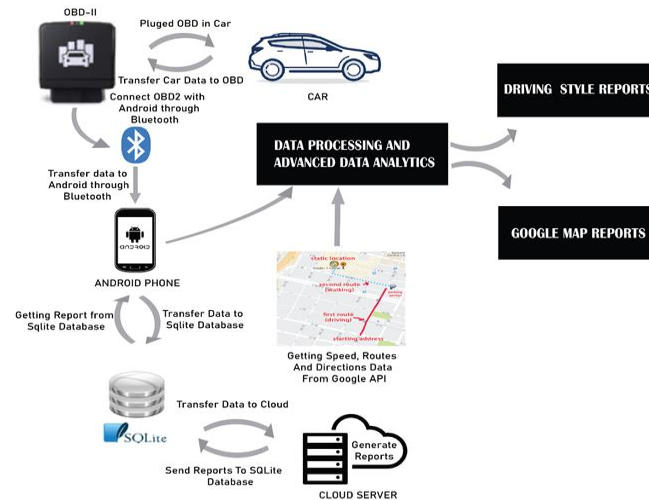 OBD-II
Pluged OBD in Car
Transfer Car Data to OBD
CAR
Connect OBD2 with
Android through
Bluetooth
Transfer data to
Android through
Bluetooth
android
ANDROID PHONE
DATA PROCESSING AND
ADVANCED DATA ANALYTICS
DRIVING STYLE REPORTS
GOOGLE MAP REPORTS
static location
second route
(walking)
first route
(driving)
starting address
Getting Speed, Routes
And Directions Data
From Google API
Getting Report from
Sqlite Database
Transfer Data to
Sqlite Database
SQLite
Transfer Data to Cloud
Send Reports To SQLite
Database
Generate
Reports
CLOUD SERVER